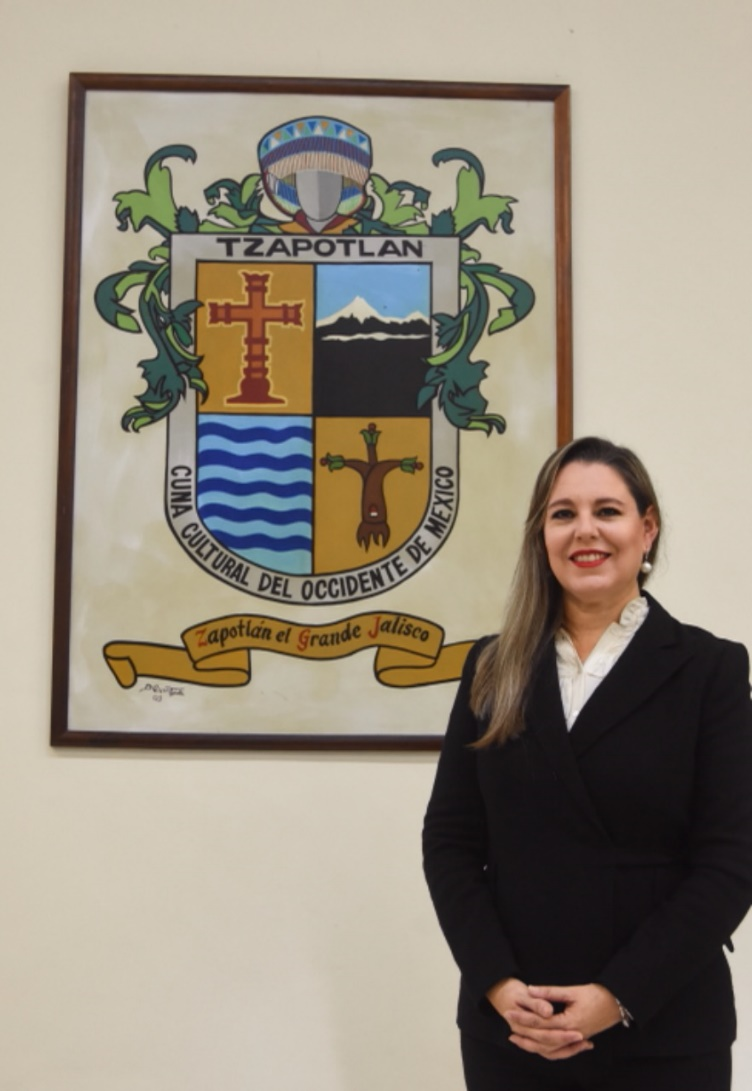 TZAPOTLAN
CUNA CULTURAL DEL OCCIDENTE DE MEXICO
Zapotlán el Grande Jalisco